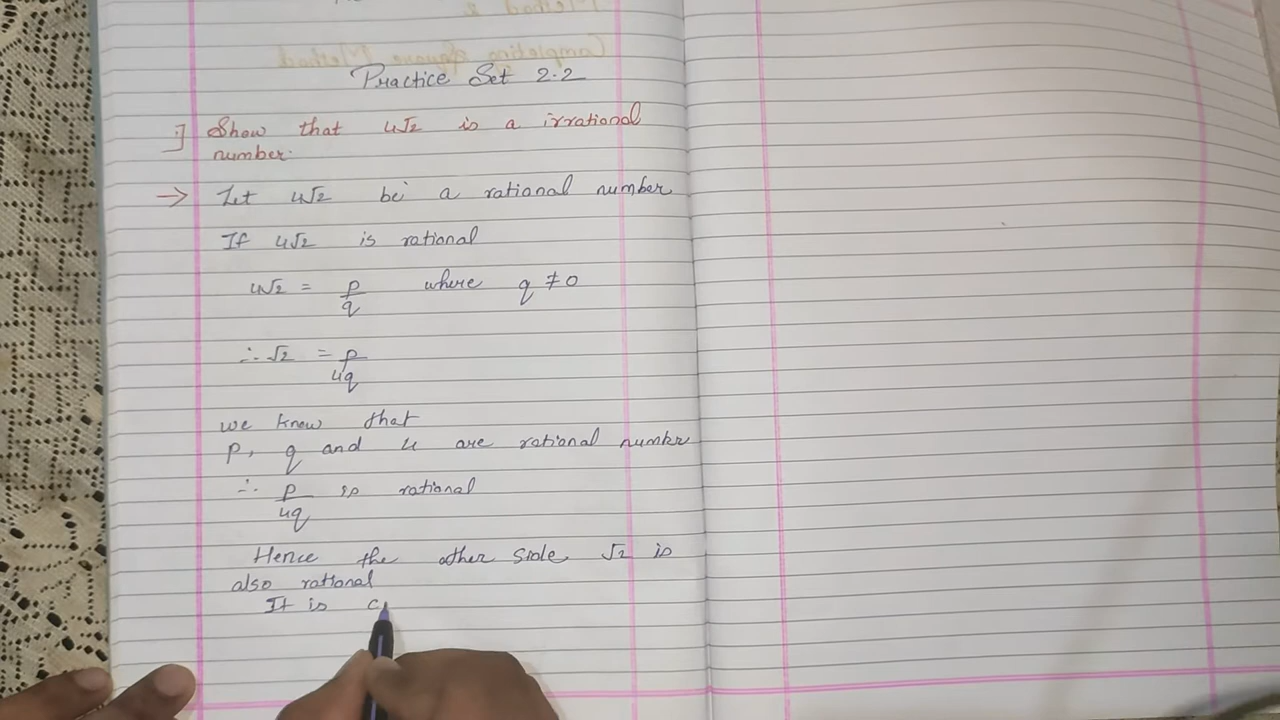 Practice Set 2.2
1] Show that 4√2 is a irrational
number.
→ Let 4√2 be a rational number
If 4√2 is rational
4√2 = p/q where q ≠ 0
∴ √2 = p/4q
we know that
p, q and 4 are rational number
∴ p/4q is rational
Hence the other side √2 is
also rational
It is